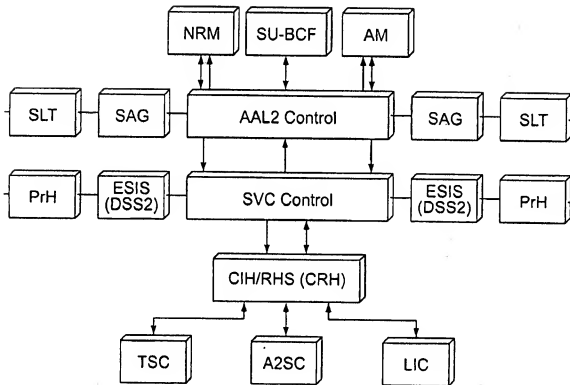 NRM
SU-BCF
AM
SLT
SAG
AAL2 Control
SAG
SLT
PrH
ESIS
(DSS2)
SVC Control
ESIS
(DSS2)
PrH
CIH/RHS (CRH)
TSC
A2SC
LIC